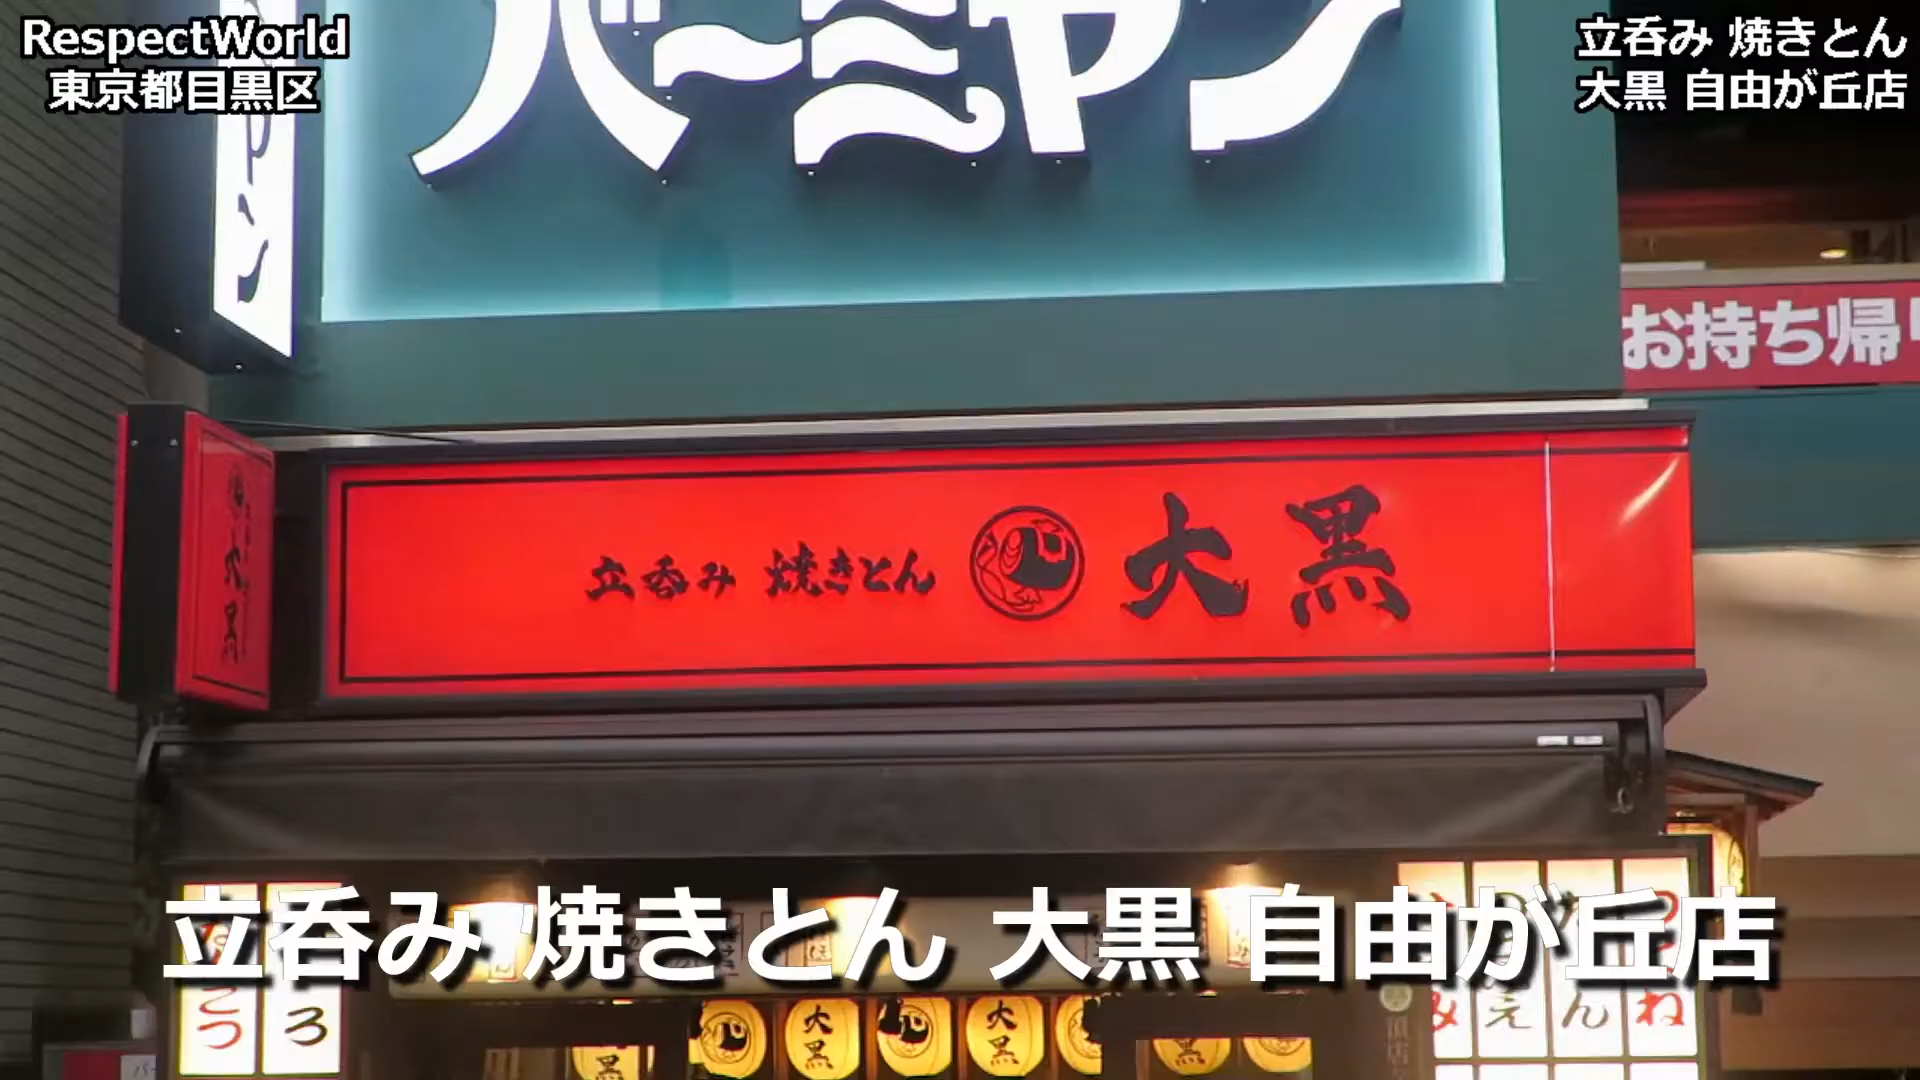 RespectWorld
東京都目黒区
立呑み 焼きとん
大黒 自由が丘店
バーミヤン
ヤン
お持ち帰り
立呑み 焼きとん 大黒
大黒
立呑み 焼きとん 大黒 自由が丘店
大黒
大黒